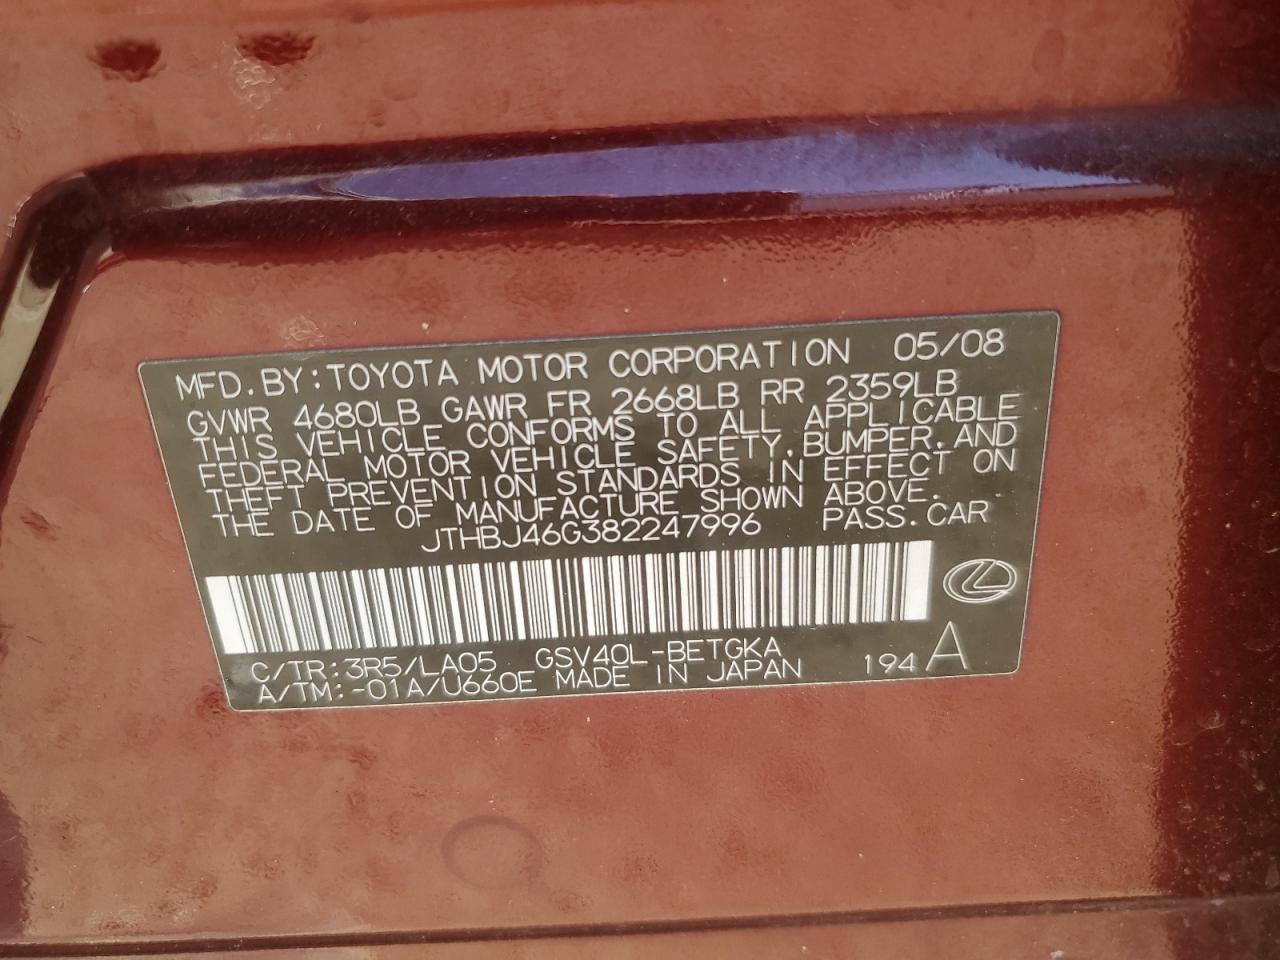 MFD.BY:TOYOTA MOTOR CORPORATION 05/08
GVWR 4680LB GAWR FR 2668LB RR 2359LB
THIS VEHICLE CONFORMS TO ALL APPLICABLE
FEDERAL MOTOR VEHICLE SAFETY,BUMPER,AND
THEFT PREVENTION STANDARDS IN EFFECT ON
THE DATE OF MANUFACTURE SHOWN ABOVE.
JTHBJ46G382247996 PASS.CAR
C/TR:3R5/LA05 GSV40L-BETGKA
A/TM:-01A/U660E MADE IN JAPAN 194 A